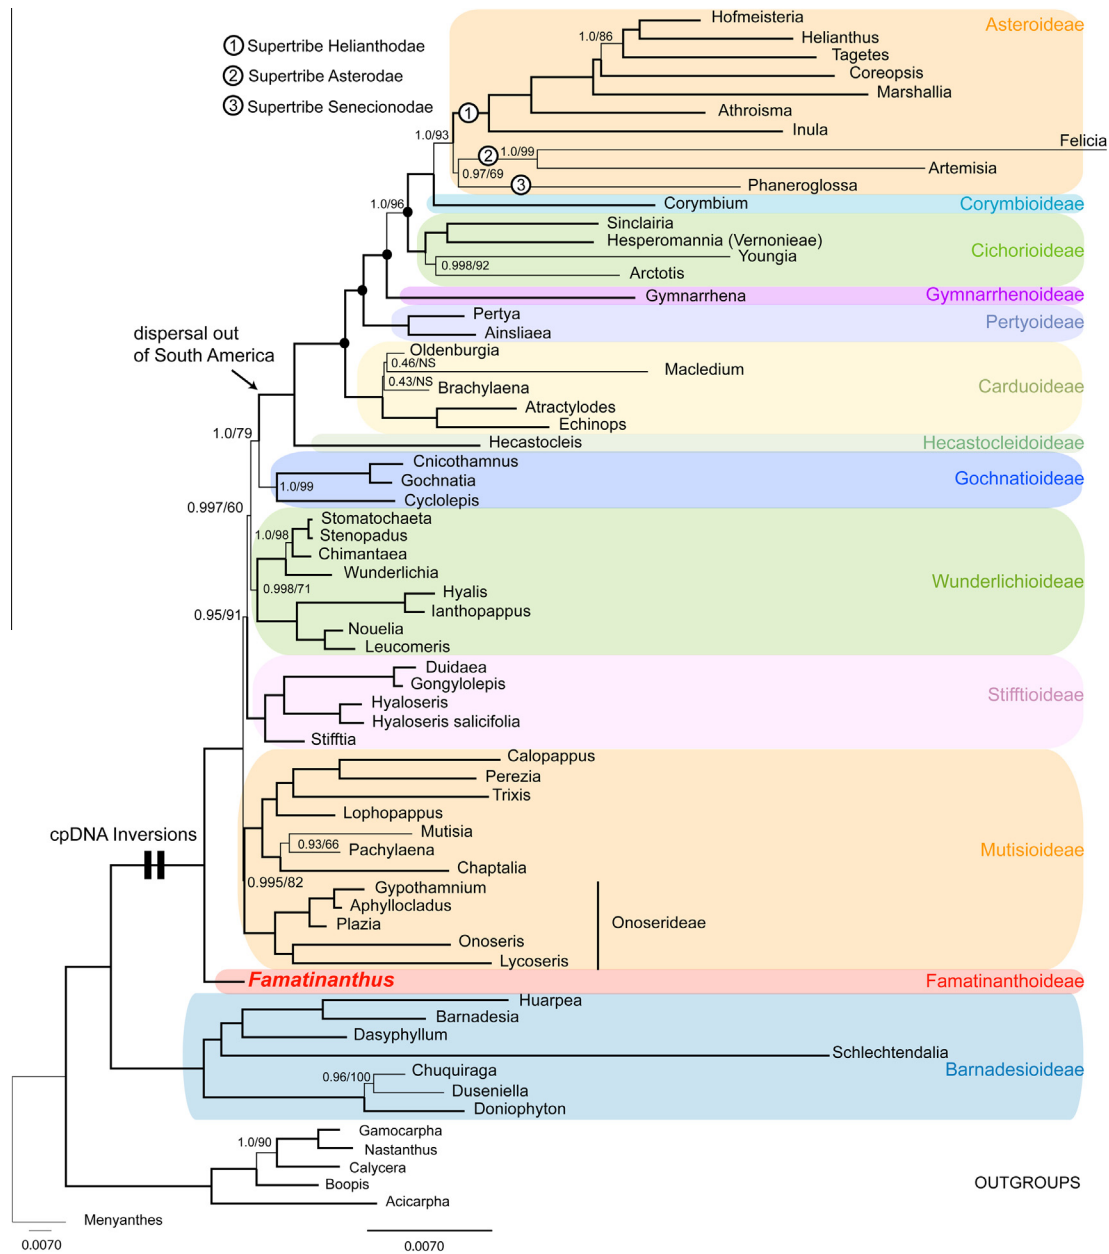 Hofmeisteria
Asteroideae
1.0/86
Helianthus
1 Supertribe Helianthodae
Tagetes
2 Supertribe Asterodae
Coreopsis
Marshallia
3 Supertribe Senecionodae
Athroisma
1
Inula
1.0/93
Felicia
2
1.0/99
Artemisia
0.97/69
3
Phaneroglossa
1.0/96
Corymbium
Corymbioideae
Sinclairia
Hesperomannia (Vernonieae)
Cichorioideae
Youngia
0.998/92
Arctotis
Gymnarrhena
Gymnarrhenoideae
Pertya
Pertyoideae
Ainsliaea
dispersal out
of South America
Oldenburgia
0.46/NS
Macledium
0.43/NS
Brachylaena
Carduoideae
Atractylodes
Echinops
1.0/79
Hecastocleis
Hecastocleidoideae
Cnicothamnus
Gochnatia
Gochnatioideae
1.0/99
Cyclolepis
0.997/60
Stomatochaeta
1.0/98
Stenopadus
Chimantaea
Wunderlichia
Wunderlichioideae
0.998/71
Hyalis
Ianthopappus
0.95/91
Nouelia
Leucomeris
Duidaea
Gongylolepis
Stifftioideae
Hyaloseris
Hyaloseris salicifolia
Stifftia
Calopappus
Perezia
Trixis
Lophopappus
cpDNA Inversions
Mutisia
0.93/66
Pachylaena
Mutisioideae
Chaptalia
0.995/82
Gypothamnium
Aphyllocladus
Plazia
Onoserideae
Onoseris
Lycoseris
Famatinanthus
Famatinanthoideae
Huarpea
Barnadesia
Dasyphyllum
Schlechtendalia
Barnadesioideae
Chuquiraga
0.96/100
Duseniella
Doniophyton
Gamocarpha
1.0/90
Nastanthus
Calycera
Boopis
OUTGROUPS
Acicarpha
Menyanthes
0.0070
0.0070